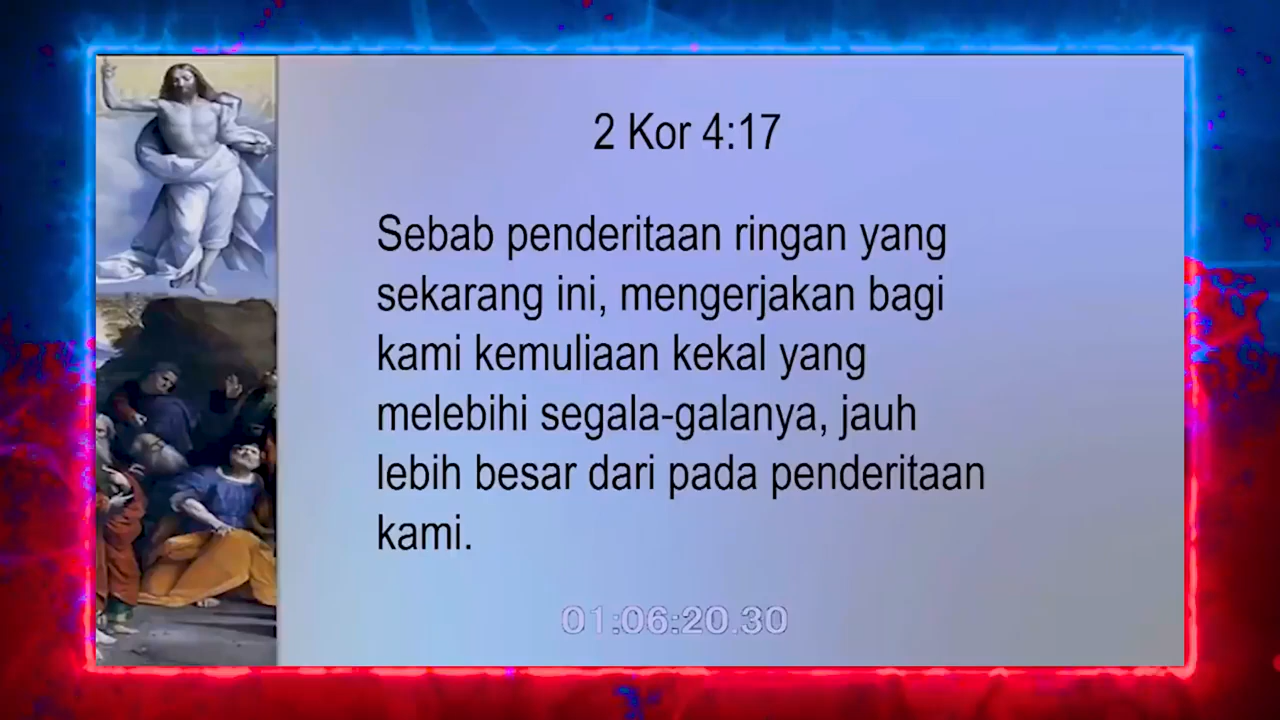 2 Kor 4:17
Sebab penderitaan ringan yang
sekarang ini, mengerjakan bagi
kami kemuliaan kekal yang
melebihi segala-galanya, jauh
lebih besar dari pada penderitaan
kami.
01:06:20.30